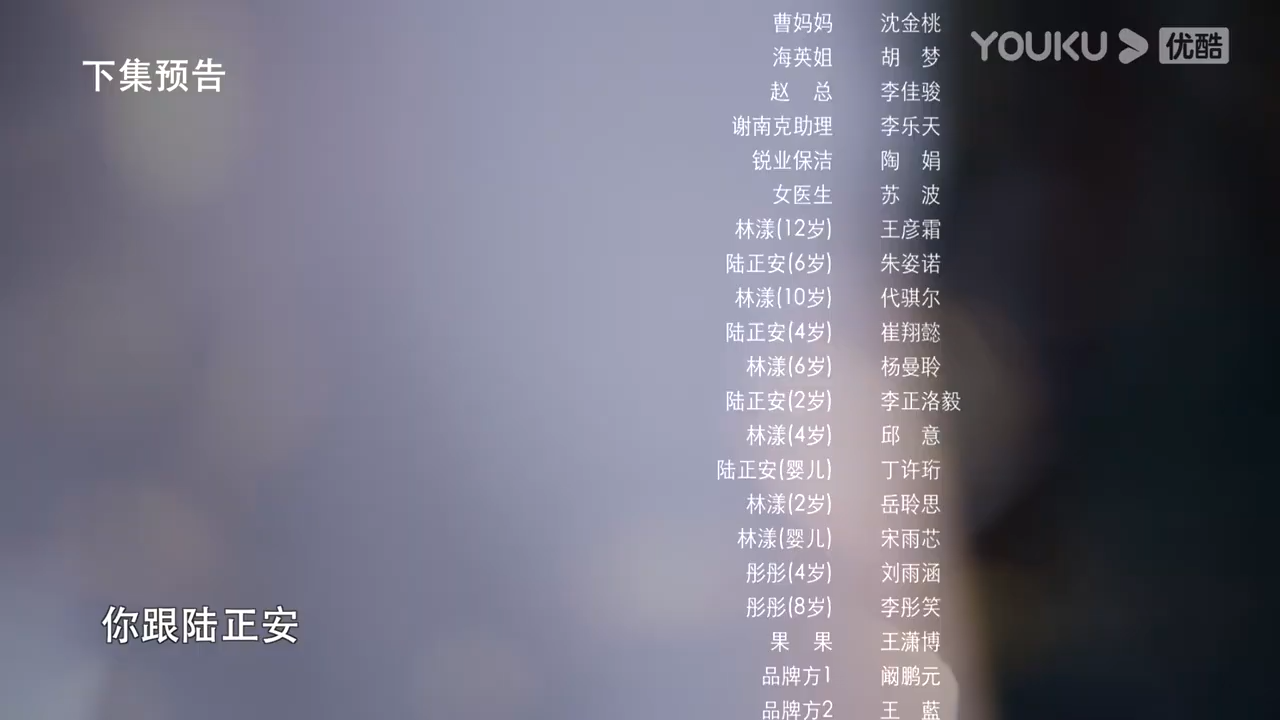 YOUKU 优酷
下集预告
曹妈妈 沈金桃
海英姐 胡 梦
赵 总 李佳骏
谢南克助理 李乐天
锐业保洁 陶 娟
女医生 苏 波
林漾(12岁) 王彦霜
陆正安(6岁) 朱姿诺
林漾(10岁) 代骐尔
陆正安(4岁) 崔翔懿
林漾(6岁) 杨曼聆
陆正安(2岁) 李正洛毅
林漾(4岁) 邱 意
陆正安(婴儿) 丁许珩
林漾(2岁) 岳聆思
林漾(婴儿) 宋雨芯
彤彤(4岁) 刘雨涵
彤彤(8岁) 李彤笑
果 果 王潇博
品牌方1 阚鹏元
品牌方2 王 藍
你跟陆正安